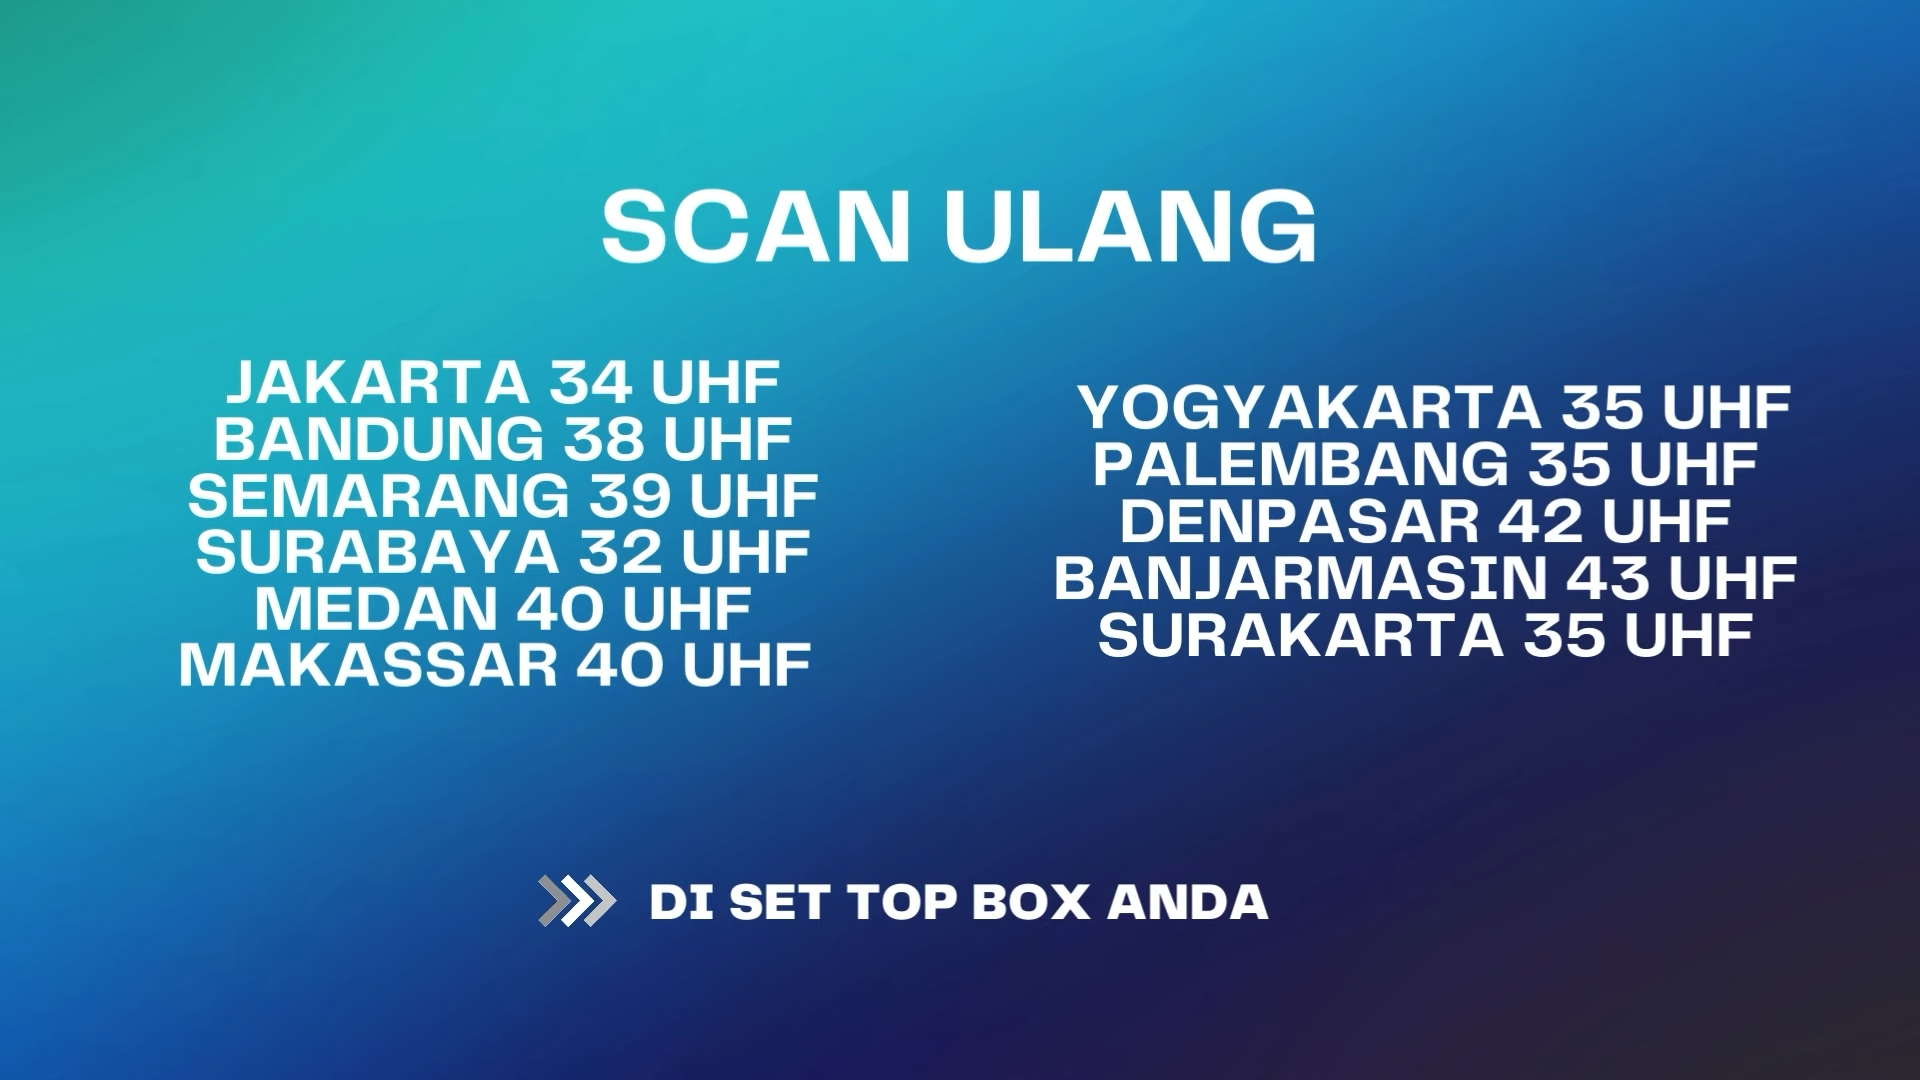 SCAN ULANG
JAKARTA 34 UHF
BANDUNG 38 UHF
SEMARANG 39 UHF
SURABAYA 32 UHF
MEDAN 40 UHF
MAKASSAR 40 UHF
YOGYAKARTA 35 UHF
PALEMBANG 35 UHF
DENPASAR 42 UHF
BANJARMASIN 43 UHF
SURAKARTA 35 UHF
DI SET TOP BOX ANDA